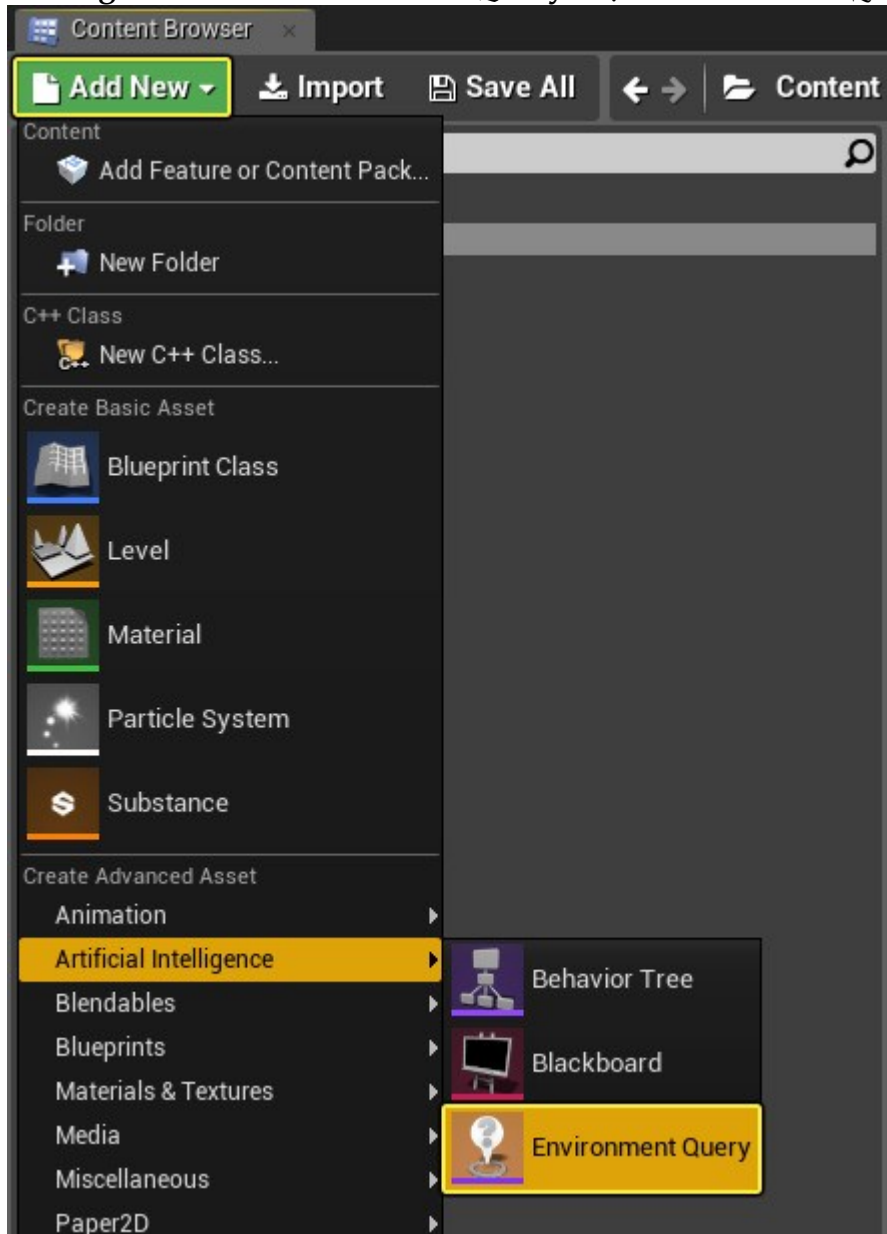 Content Browser
Add New
Import
Save All
Content
Content
Add Feature or Content Pack...
Folder
New Folder
C++ Class
C++
New C++ Class...
Create Basic Asset
Blueprint Class
Level
Material
Particle System
S
Substance
Create Advanced Asset
Animation
Artificial Intelligence
Behavior Tree
Blendables
Blueprints
Blackboard
Materials & Textures
Media
?
Environment Query
Miscellaneous
Paper2D